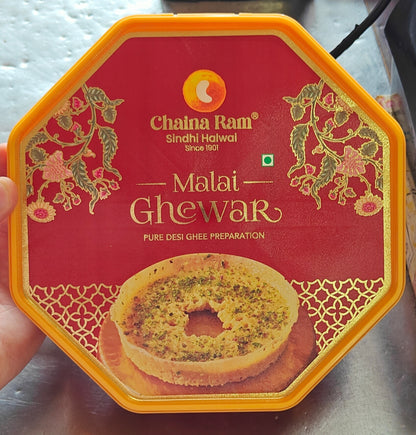 Chaina Ram®
Sindhi Halwai
Since 1901
Malai
Ghewar
PURE DESI GHEE PREPARATION